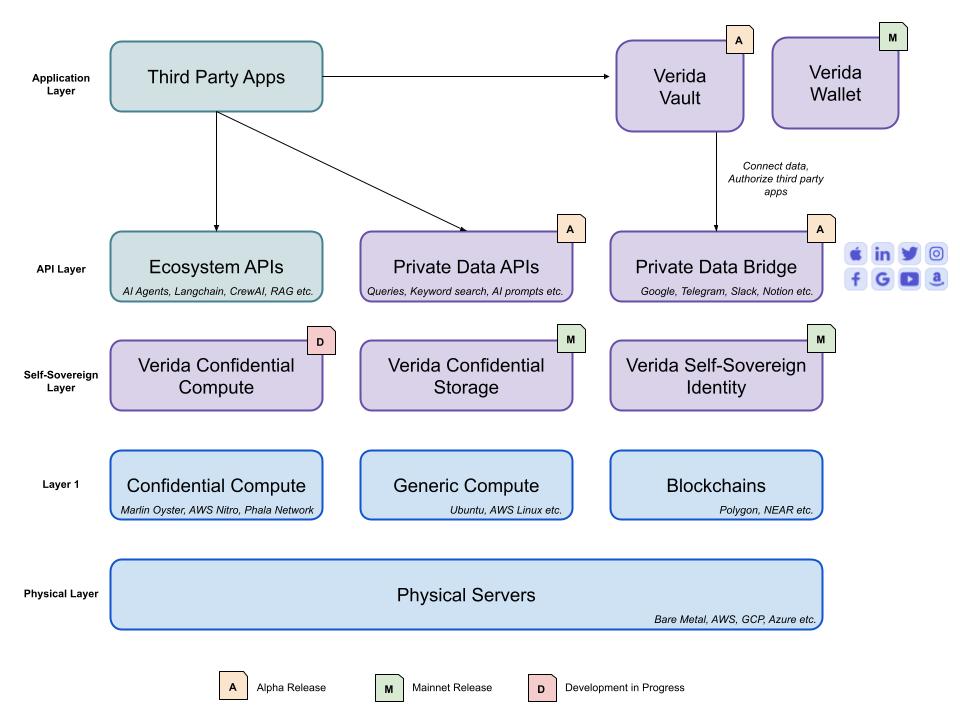 Application
Layer
Third Party Apps
Verida
Vault
A
Verida
Wallet
M
Connect data,
Authorize third party
apps
API Layer
Ecosystem APIs
AI Agents, Langchain, CrewAI, RAG etc.
Private Data APIs
Queries, Keyword search, AI prompts etc.
A
Private Data Bridge
Google, Telegram, Slack, Notion etc.
A
Self-Sovereign
Layer
Verida Confidential
Compute
D
Verida Confidential
Storage
M
Verida Self-Sovereign
Identity
M
Layer 1
Confidential Compute
Marlin Oyster, AWS Nitro, Phala Network
Generic Compute
Ubuntu, AWS Linux etc.
Blockchains
Polygon, NEAR etc.
Physical Layer
Physical Servers
Bare Metal, AWS, GCP, Azure etc.
A Alpha Release
M Mainnet Release
D Development in Progress